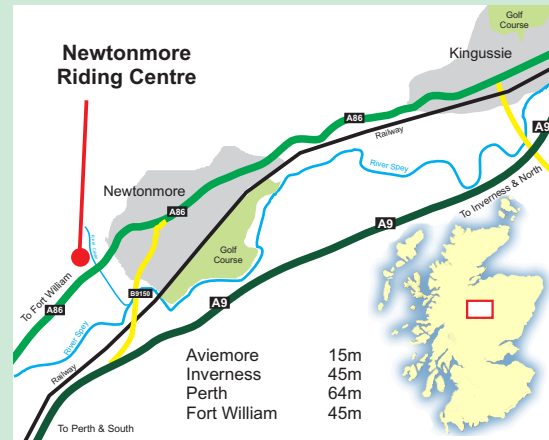 Golf
Course
Newtonmore
Riding Centre
Kingussie
A86
Railway
A9
River Spey
To Inverness & North
Newtonmore
A86
A9
Golf
Course
To Fort William
B9150
A9
A86
River Spey
Railway
Aviemore 15m
Inverness 45m
Perth 64m
Fort William 45m
To Perth & South